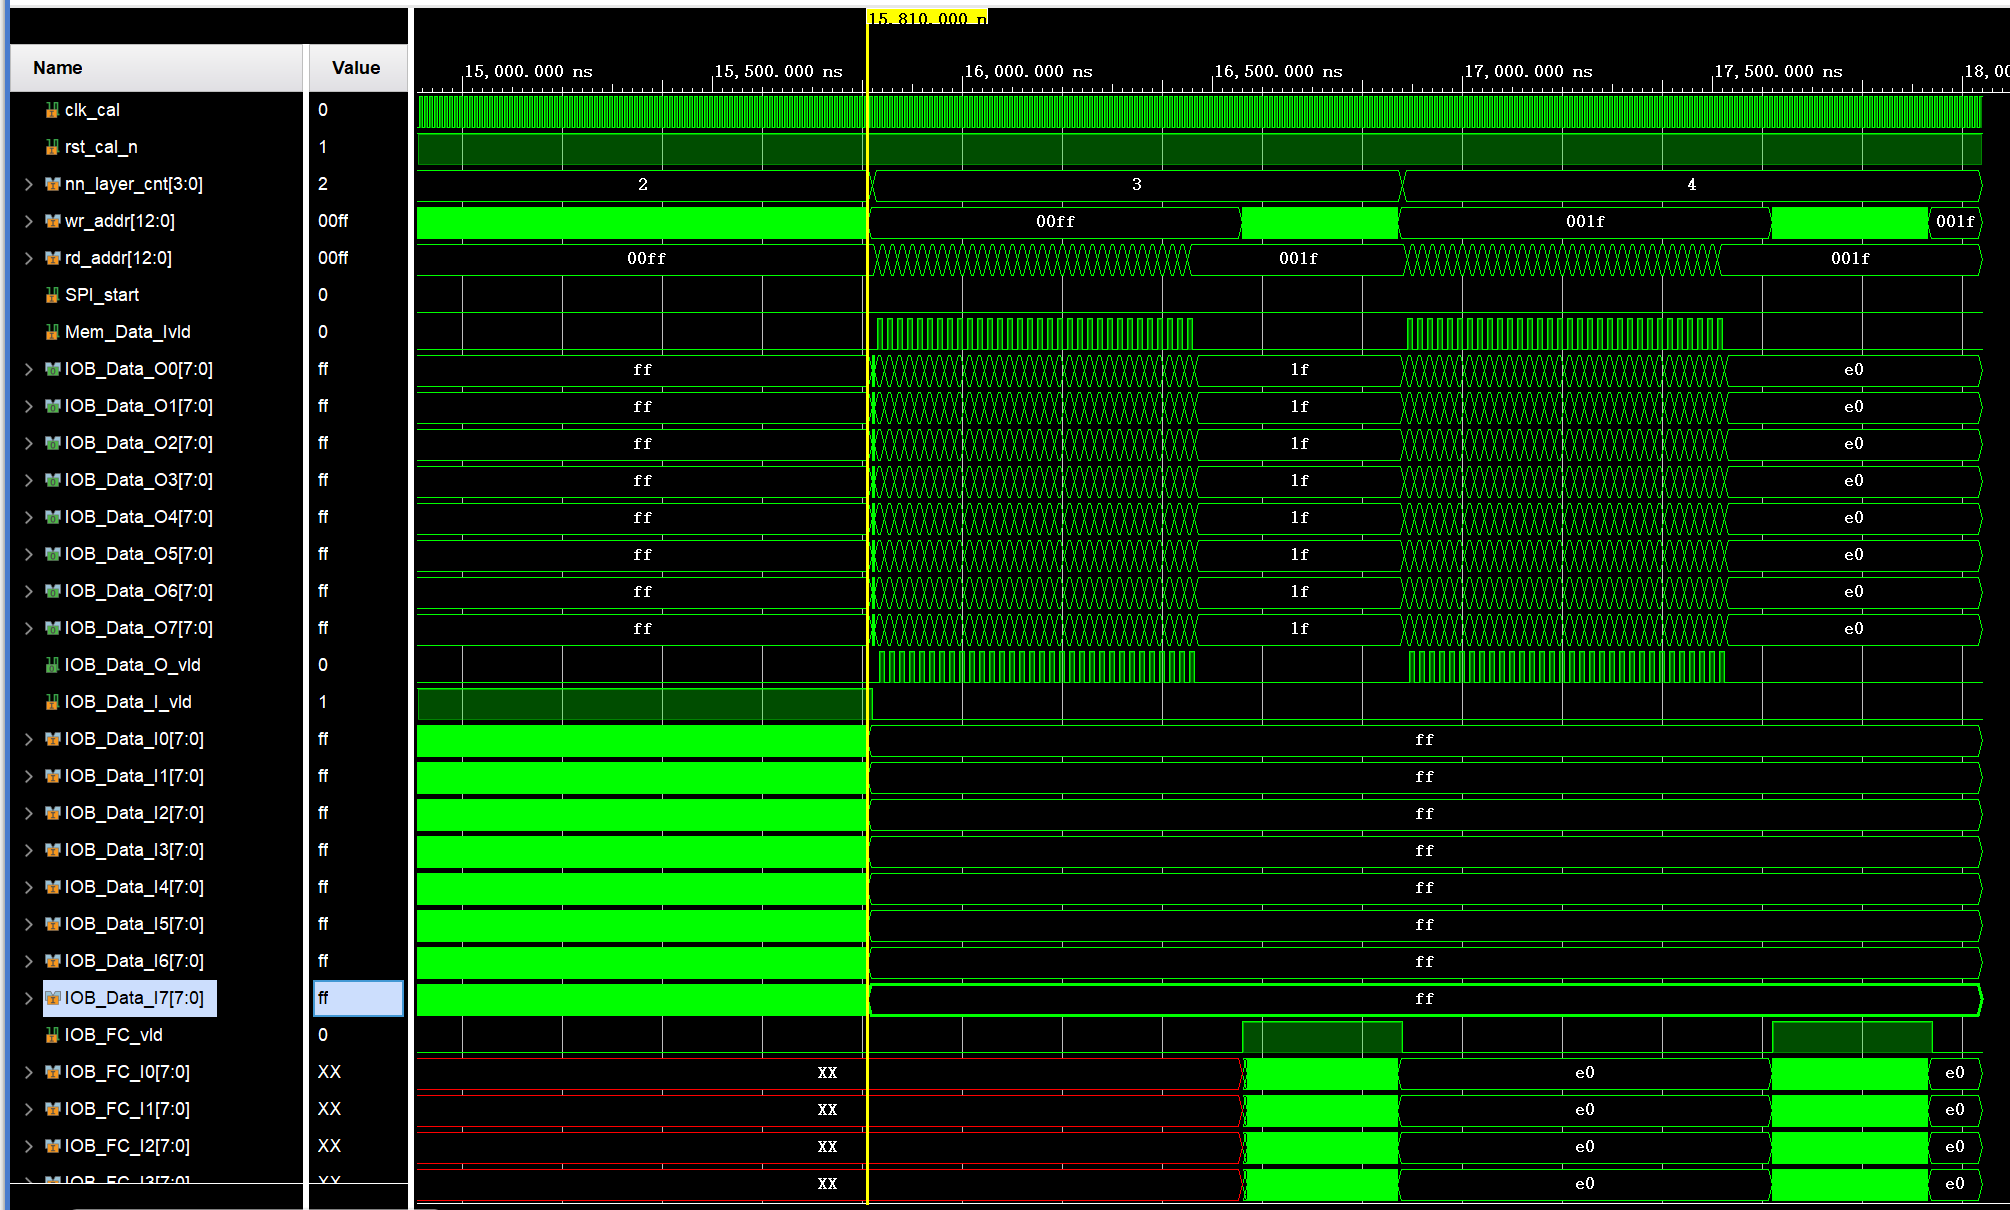 15,810.000 n
Name Value
15,000.000 ns 15,500.000 ns 16,000.000 ns 16,500.000 ns 17,000.000 ns 17,500.000 ns 18,00
clk_cal 0
rst_cal_n 1
nn_layer_cnt[3:0] 2 2 3 4
wr_addr[12:0] 00ff 00ff 001f 001f
rd_addr[12:0] 00ff 00ff 001f 001f
SPI_start 0
Mem_Data_Ivld 0
IOB_Data_O0[7:0] ff ff 1f e0
IOB_Data_O1[7:0] ff ff 1f e0
IOB_Data_O2[7:0] ff ff 1f e0
IOB_Data_O3[7:0] ff ff 1f e0
IOB_Data_O4[7:0] ff ff 1f e0
IOB_Data_O5[7:0] ff ff 1f e0
IOB_Data_O6[7:0] ff ff 1f e0
IOB_Data_O7[7:0] ff ff 1f e0
IOB_Data_O_vld 0
IOB_Data_I_vld 1
IOB_Data_I0[7:0] ff ff
IOB_Data_I1[7:0] ff ff
IOB_Data_I2[7:0] ff ff
IOB_Data_I3[7:0] ff ff
IOB_Data_I4[7:0] ff ff
IOB_Data_I5[7:0] ff ff
IOB_Data_I6[7:0] ff ff
IOB_Data_I7[7:0] ff ff
IOB_FC_vld 0
IOB_FC_I0[7:0] XX XX e0 e0
IOB_FC_I1[7:0] XX XX e0 e0
IOB_FC_I2[7:0] XX XX e0 e0
IOB_FC_I3[7:0] XX XX e0 e0